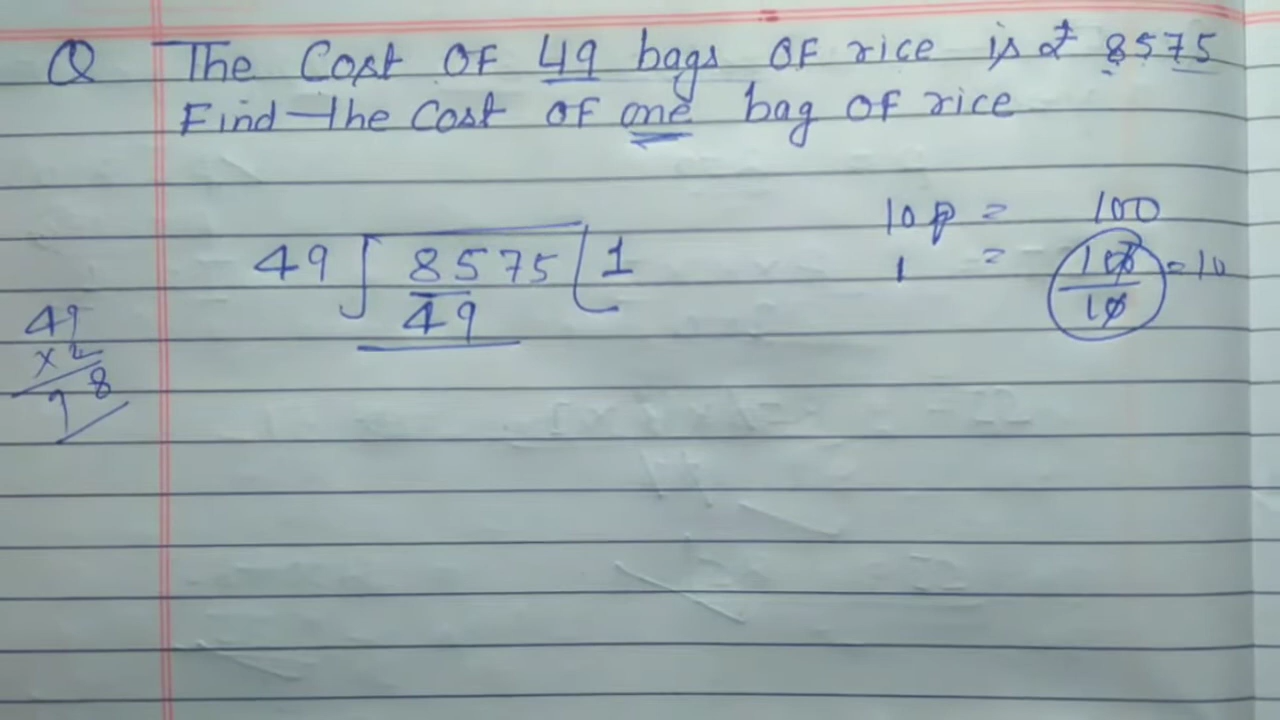 Q The Cost OF 49 bags OF rice is ₹ 8575
Find the Cost OF one bag OF rice
10 p = 100
1 = 100/10 = 10
49 8575 1
49
49
x 2
98